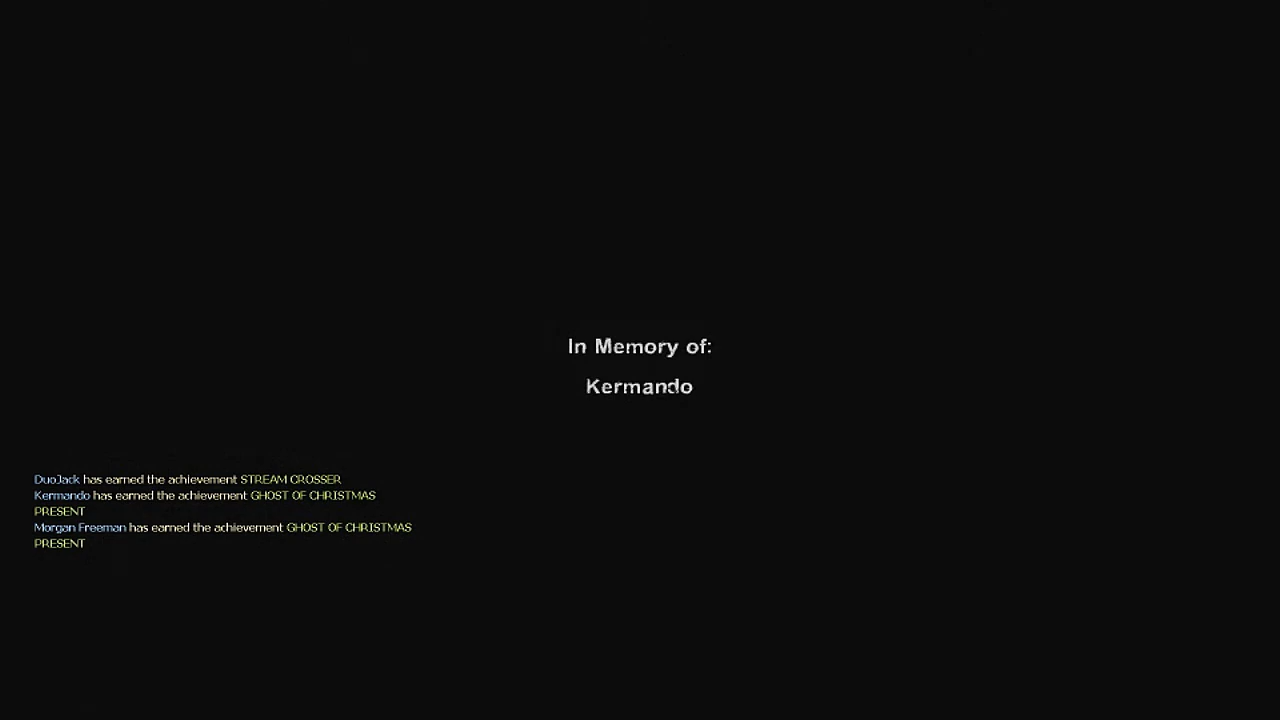 In Memory of:
Kermando
DuoJack has earned the achievement STREAM CROSSER
Kermando has earned the achievement GHOST OF CHRISTMAS
PRESENT
Morgan Freeman has earned the achievement GHOST OF CHRISTMAS
PRESENT